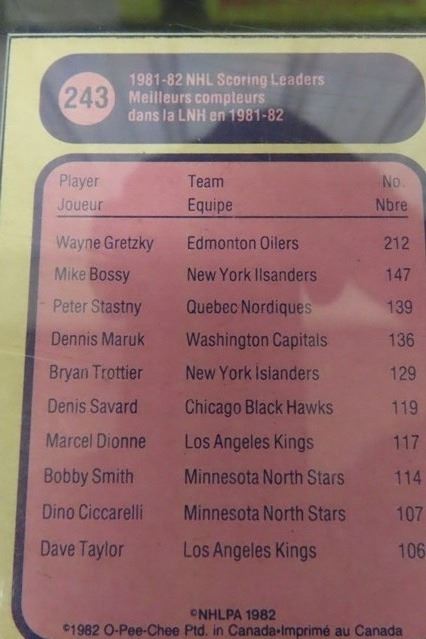 243
1981-82 NHL Scoring Leaders
Meilleurs compteurs
dans la LNH en 1981-82
Player Team No.
Joueur Equipe Nbre
Wayne Gretzky Edmonton Oilers 212
Mike Bossy New York Ilsanders 147
Peter Stastny Quebec Nordiques 139
Dennis Maruk Washington Capitals 136
Bryan Trottier New York Islanders 129
Denis Savard Chicago Black Hawks 119
Marcel Dionne Los Angeles Kings 117
Bobby Smith Minnesota North Stars 114
Dino Ciccarelli Minnesota North Stars 107
Dave Taylor Los Angeles Kings 106
©NHLPA 1982
©1982 O-Pee-Chee Ptd. in Canada•Imprimé au Canada